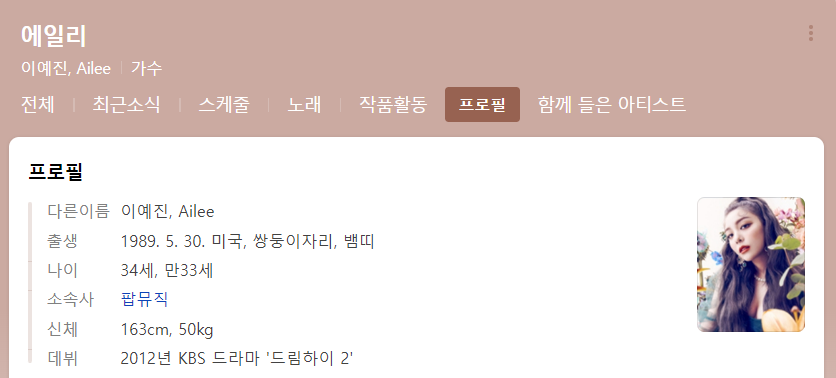 에일리
이예진, Ailee 가수
전체 최근소식 스케줄 노래 작품활동 프로필 함께 들은 아티스트
프로필
다른이름 이예진, Ailee
출생 1989. 5. 30. 미국, 쌍둥이자리, 뱀띠
나이 34세, 만33세
소속사 팝뮤직
신체 163cm, 50kg
데뷔 2012년 KBS 드라마 '드림하이 2'